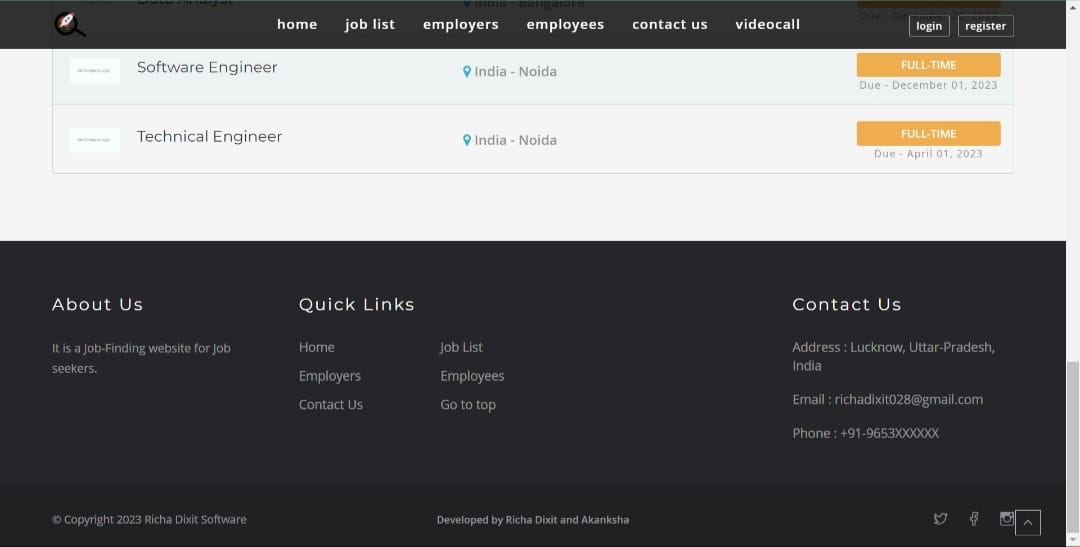 home job list employers employees contact us videocall login register
Data Analyst India - Bangalore
Software Engineer India - Noida FULL-TIME
Due - December 01, 2023
Technical Engineer India - Noida FULL-TIME
Due - April 01, 2023
About Us
It is a Job-Finding website for Job
seekers.
Quick Links
Home Job List
Employers Employees
Contact Us Go to top
Contact Us
Address : Lucknow, Uttar-Pradesh,
India
Email : richadixit028@gmail.com
Phone : +91-9653XXXXXX
© Copyright 2023 Richa Dixit Software
Developed by Richa Dixit and Akanksha